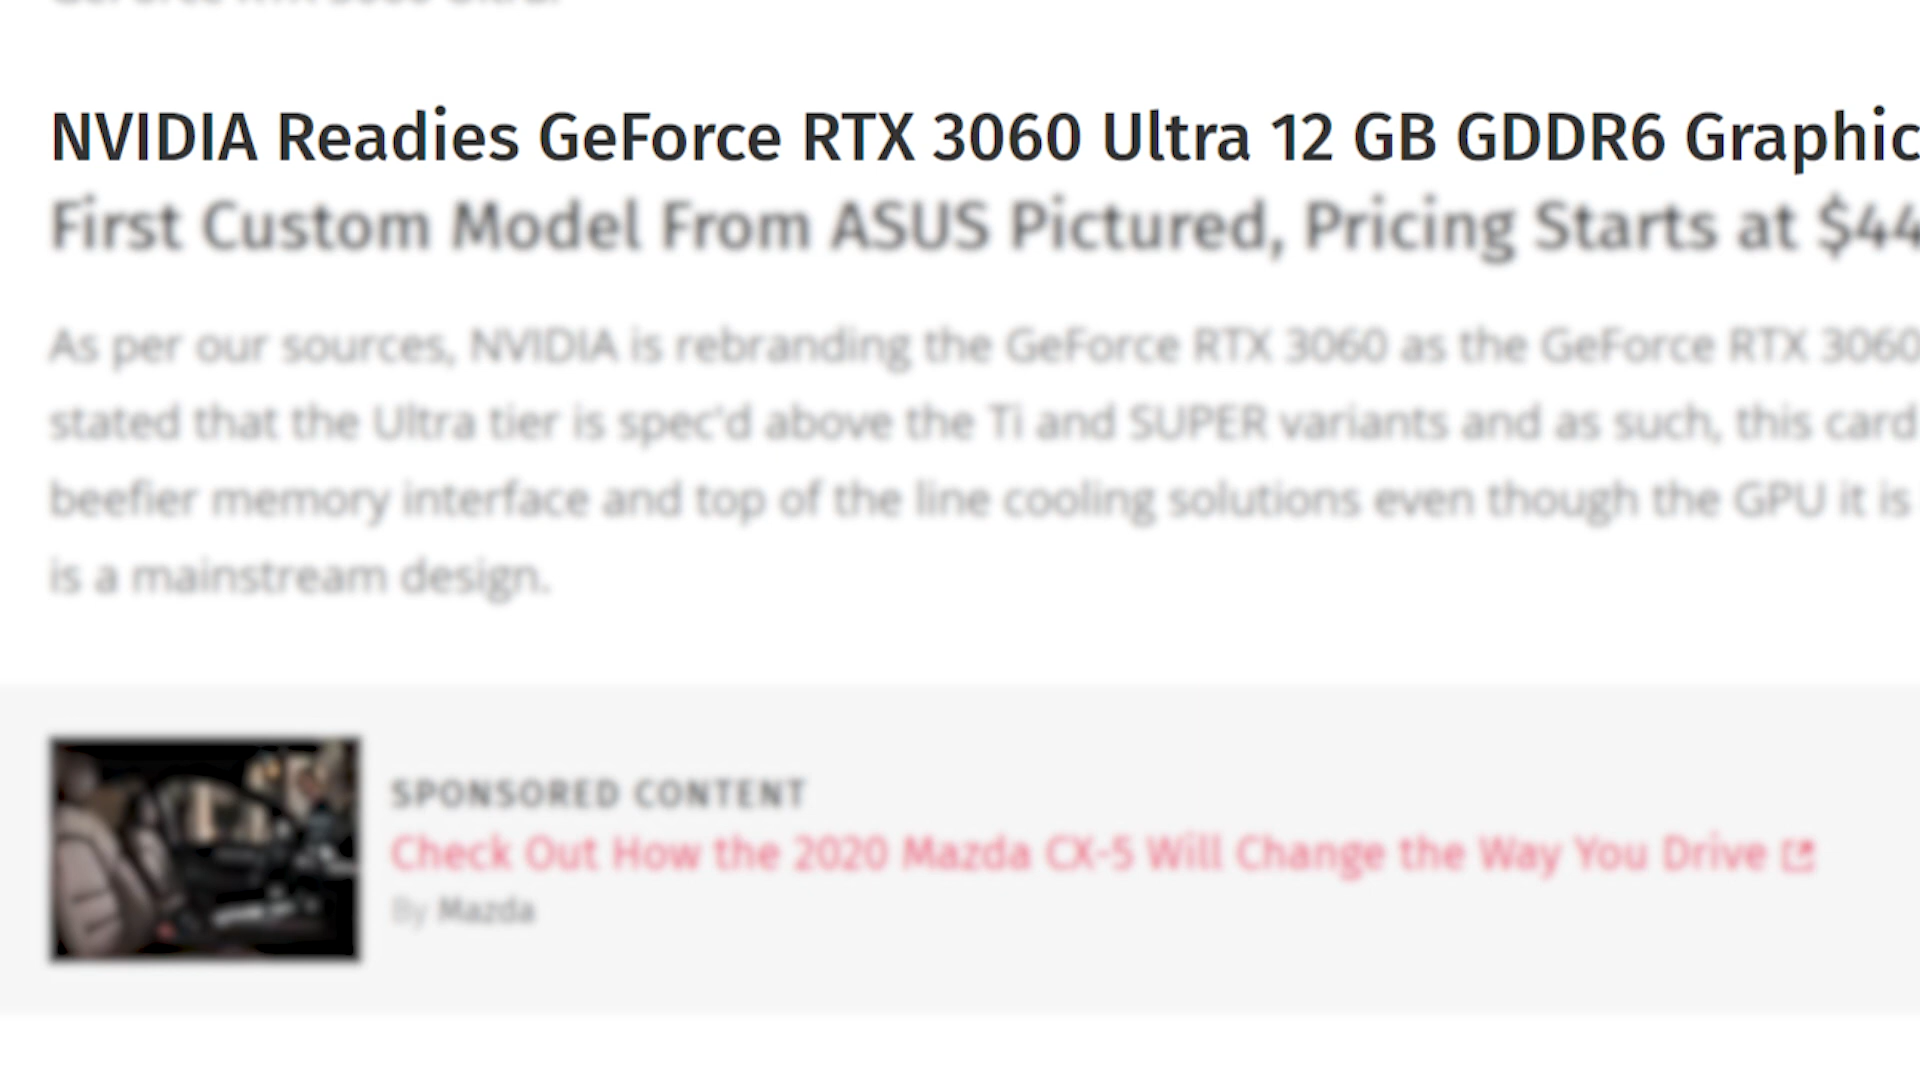 GeForce RTX 3060 Ultra.
NVIDIA Readies GeForce RTX 3060 Ultra 12 GB GDDR6 Graphic
First Custom Model From ASUS Pictured, Pricing Starts at $44
As per our sources, NVIDIA is rebranding the GeForce RTX 3060 as the GeForce RTX 3060
stated that the Ultra tier is spec'd above the Ti and SUPER variants and as such, this card
beefier memory interface and top of the line cooling solutions even though the GPU it is
is a mainstream design.
SPONSORED CONTENT
Check Out How the 2020 Mazda CX-5 Will Change the Way You Drive
By Mazda